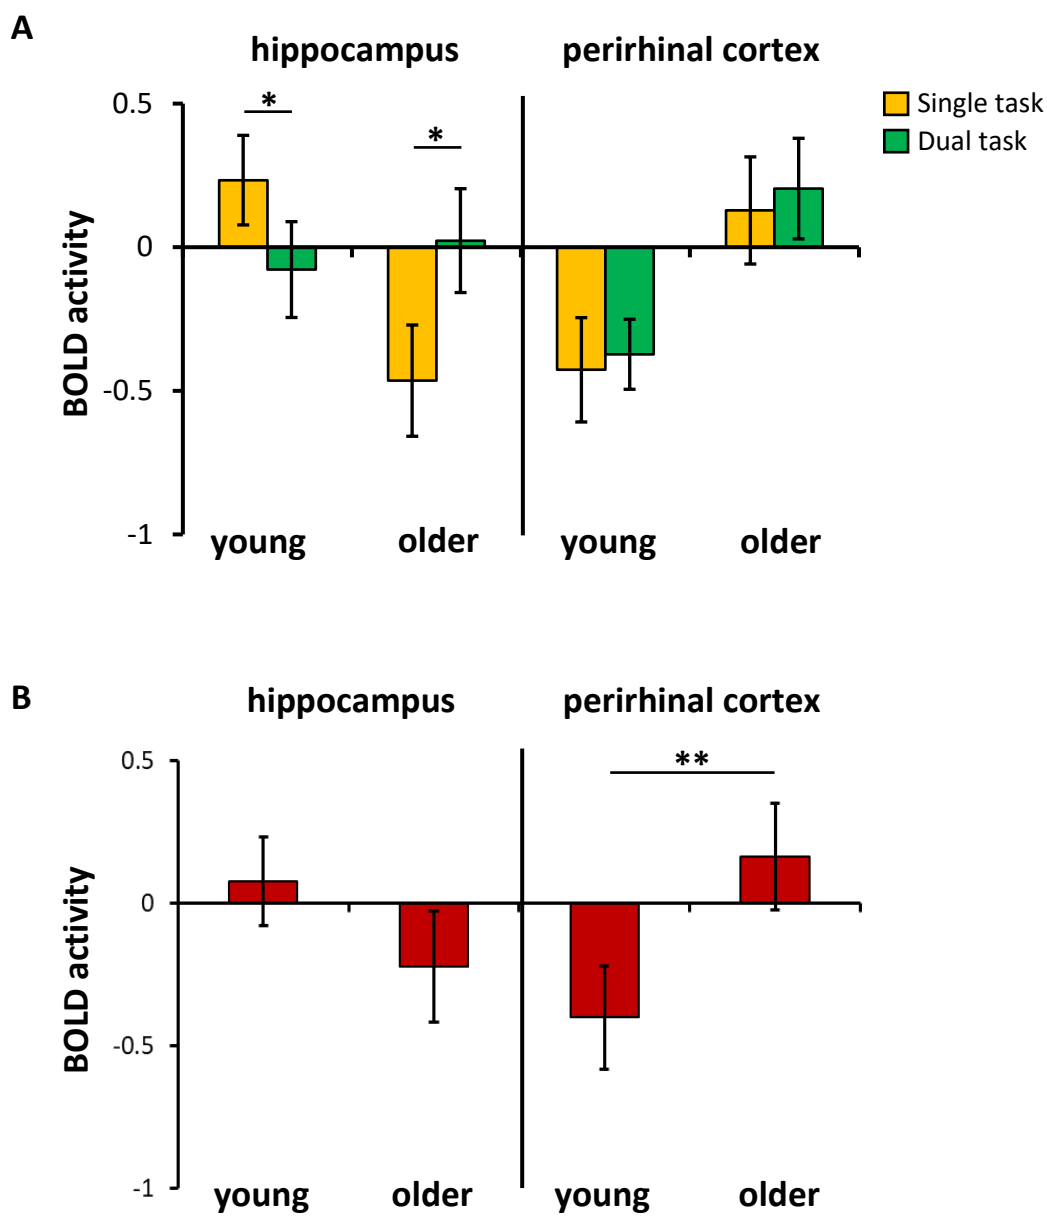 A
hippocampus perirhinal cortex
Single task
Dual task
* *
0.5
0
-0.5
-1
BOLD activity
young older young older
B
hippocampus perirhinal cortex
**
0.5
0
-0.5
-1
BOLD activity
young older young older